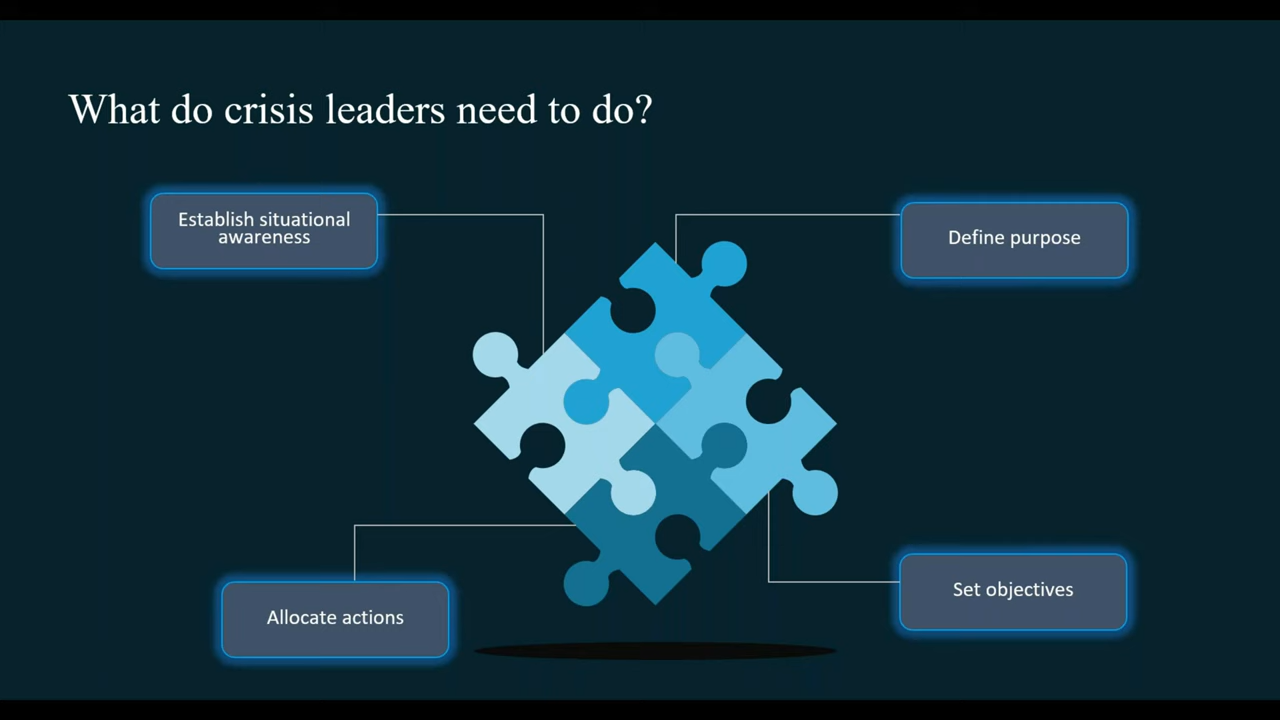 What do crisis leaders need to do?
Establish situational
awareness
Define purpose
Set objectives
Allocate actions